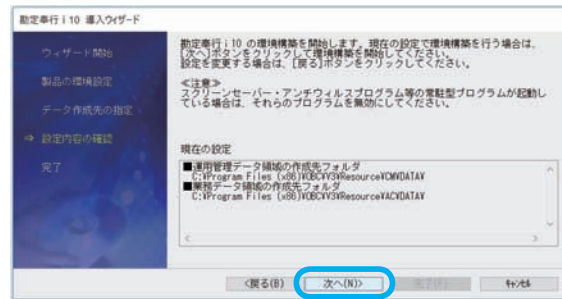 勘定奉行 i 10 導入ウィザード
ウィザード開始
製品の環境設定
データ作成先の指定
⇒ 設定内容の確認
完了
勘定奉行 i 10 の環境構築を開始します。現在の設定で環境構築を行う場合は、
[次へ]ボタンをクリックして環境構築を開始してください。
設定を変更する場合は、[戻る]ボタンをクリックしてください。
≪注意≫
スクリーンセーバー・アンチウィルスプログラム等の常駐型プログラムが起動し
ている場合は、それらのプログラムを無効にしてください。
現在の設定
■運用管理データ領域の作成先フォルダ
C:¥Program Files (x86)¥OBC¥V3¥Resource¥CM¥DATA¥
■業務データ領域の作成先フォルダ
C:¥Program Files (x86)¥OBC¥V3¥Resource¥AC¥DATA¥
<戻る(B) 次へ(N)> 完了(F) キャンセル